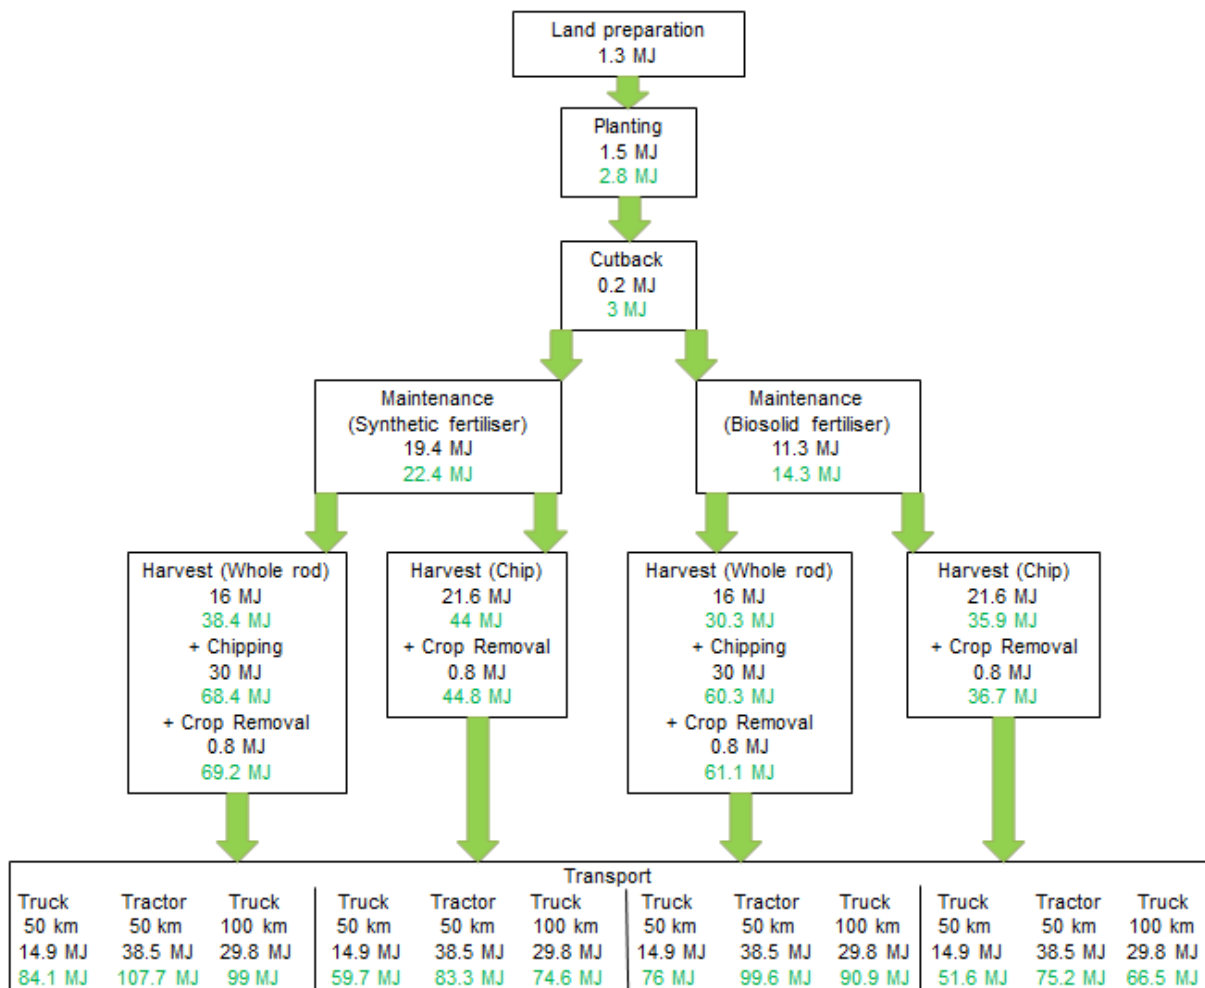 Land preparation
1.3 MJ
Planting
1.5 MJ
2.8 MJ
Cutback
0.2 MJ
3 MJ
Maintenance
(Synthetic fertiliser)
19.4 MJ
22.4 MJ
Maintenance
(Biosolid fertiliser)
11.3 MJ
14.3 MJ
Harvest (Whole rod)
16 MJ
38.4 MJ
+ Chipping
30 MJ
68.4 MJ
+ Crop Removal
0.8 MJ
69.2 MJ
Harvest (Chip)
21.6 MJ
44 MJ
+ Crop Removal
0.8 MJ
44.8 MJ
Harvest (Whole rod)
16 MJ
30.3 MJ
+ Chipping
30 MJ
60.3 MJ
+ Crop Removal
0.8 MJ
61.1 MJ
Harvest (Chip)
21.6 MJ
35.9 MJ
+ Crop Removal
0.8 MJ
36.7 MJ
Transport
Truck Tractor Truck Truck Tractor Truck Truck Tractor Truck Truck Tractor Truck
50 km 50 km 100 km 50 km 50 km 100 km 50 km 50 km 100 km 50 km 50 km 100 km
14.9 MJ 38.5 MJ 29.8 MJ 14.9 MJ 38.5 MJ 29.8 MJ 14.9 MJ 38.5 MJ 29.8 MJ 14.9 MJ 38.5 MJ 29.8 MJ
84.1 MJ 107.7 MJ 99 MJ 59.7 MJ 83.3 MJ 74.6 MJ 76 MJ 99.6 MJ 90.9 MJ 51.6 MJ 75.2 MJ 66.5 MJ